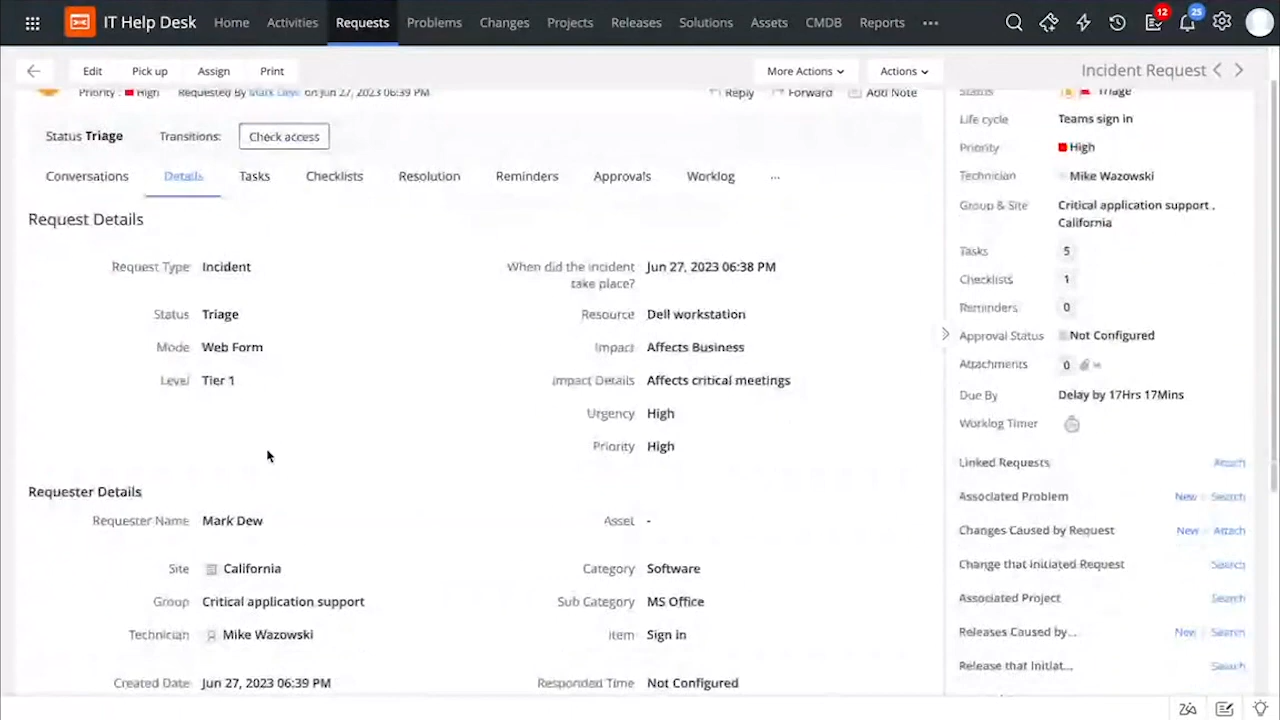 IT Help Desk Home Activities Requests Problems Changes Projects Releases Solutions Assets CMDB Reports ... 12 25
Edit Pick up Assign Print More Actions Actions Incident Request
Priority : High Requested By Mark Dew on Jun 27, 2023 06:39 PM Reply Forward Add Note
Status Triage Transitions: Check access
Conversations Details Tasks Checklists Resolution Reminders Approvals Worklog ...
Request Details
Request Type Incident
When did the incident take place? Jun 27, 2023 06:38 PM
Status Triage
Resource Dell workstation
Mode Web Form
Impact Affects Business
Level Tier 1
Impact Details Affects critical meetings
Urgency High
Priority High
Requester Details
Requester Name Mark Dew
Asset -
Site California
Category Software
Group Critical application support
Sub Category MS Office
Technician Mike Wazowski
Item Sign in
Created Date Jun 27, 2023 06:39 PM
Responded Time Not Configured
Status Triage
Life cycle Teams sign in
Priority High
Technician Mike Wazowski
Group & Site Critical application support ,
California
Tasks 5
Checklists 1
Reminders 0
Approval Status Not Configured
Attachments 0
Due By Delay by 17Hrs 17Mins
Worklog Timer
Linked Requests Attach
Associated Problem New Search
Changes Caused by Request New Attach
Change that Initiated Request Search
Associated Project Search
Releases Caused by... New Search
Release that Initiat... Search